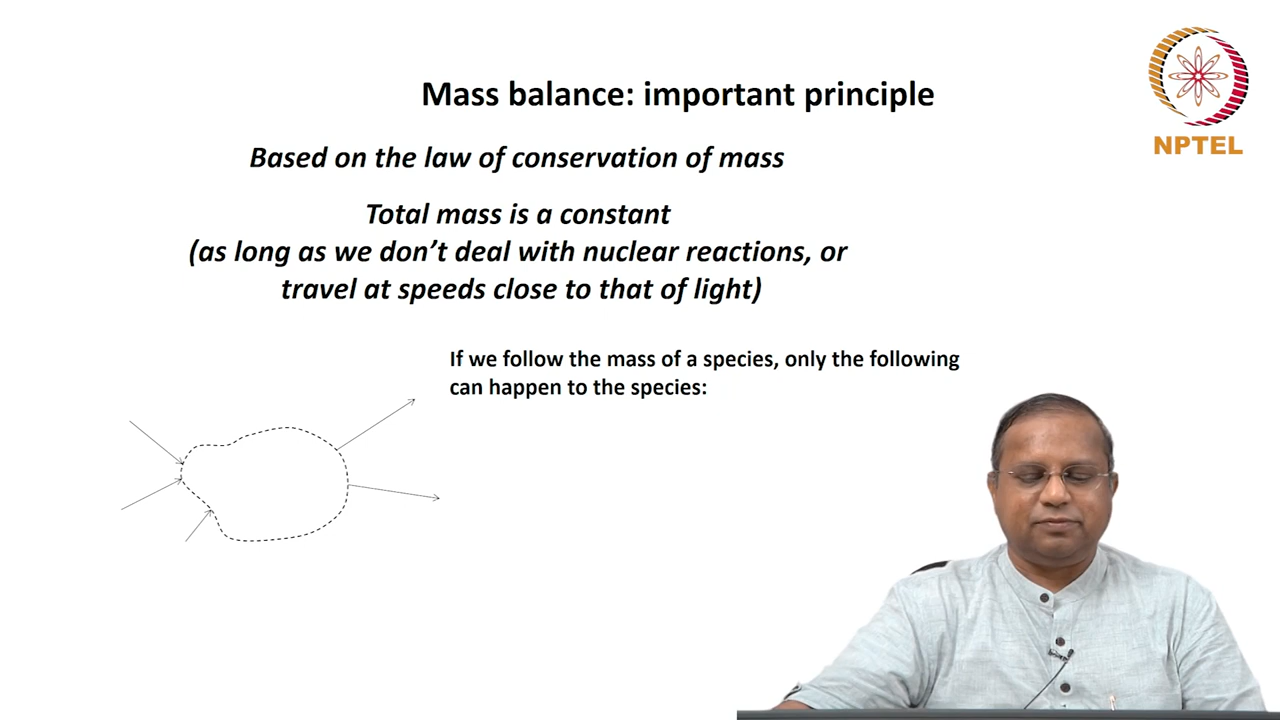 Mass balance: important principle
NPTEL
Based on the law of conservation of mass
Total mass is a constant
(as long as we don’t deal with nuclear reactions, or
travel at speeds close to that of light)
If we follow the mass of a species, only the following
can happen to the species: